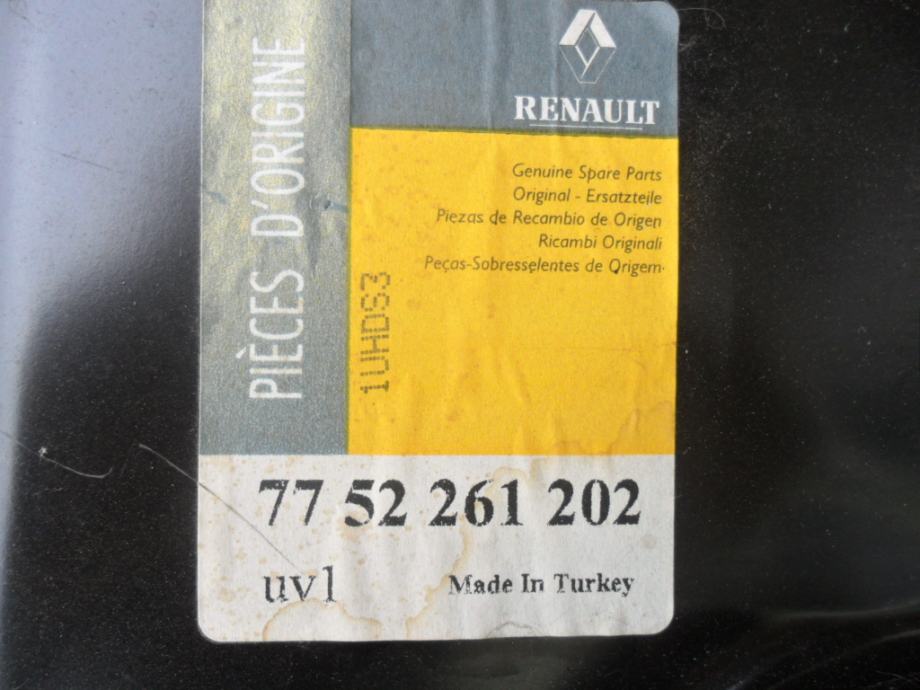 PIÈCES D'ORIGINE
RENAULT
Genuine Spare Parts
Original - Ersatzteile
Piezas de Recambio de Origen
Ricambi Originali
Peças-Sobresselentes de Origem
1UHDS3
77 52 261 202
uv1
Made In Turkey